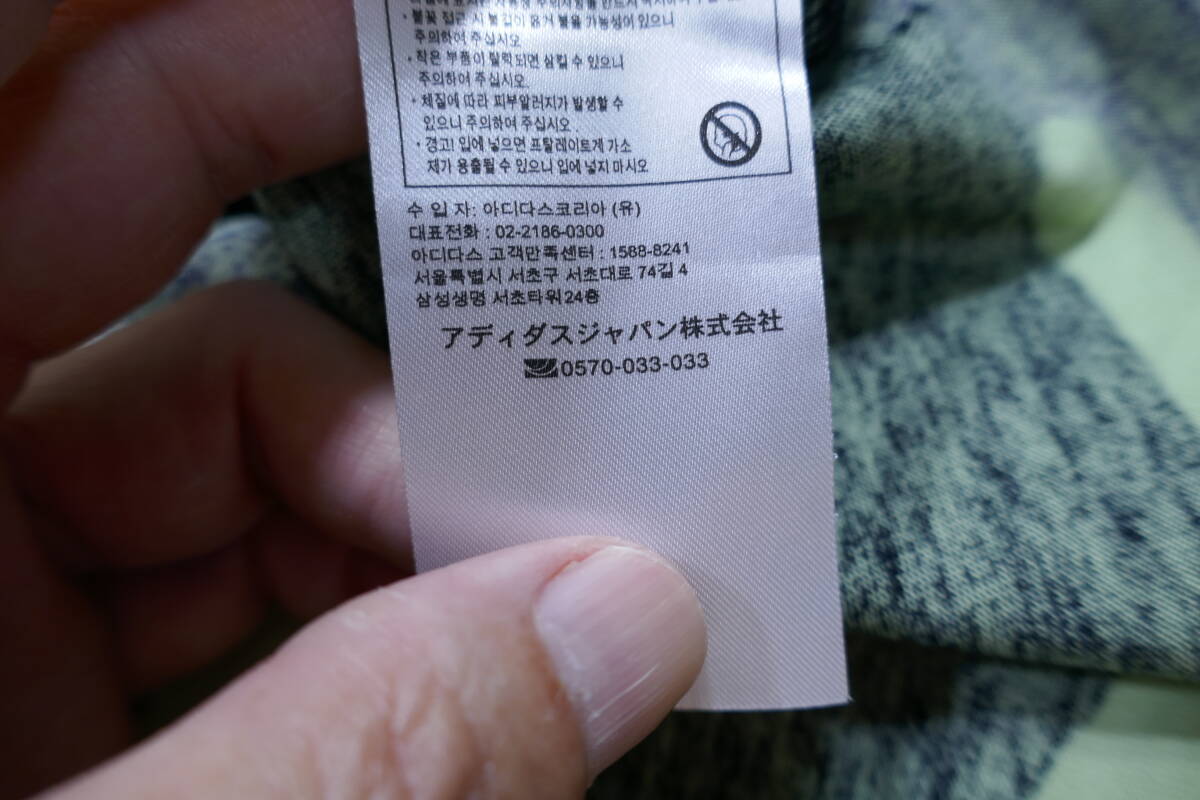 · 불꽃 접근 시 불길이 옮겨 붙을 가능성이 있으니
주의하여 주십시오
· 작은 부품이 탈락되면 삼킬 수 있으니
주의하여 주십시오.
· 체질에 따라 피부알러지가 발생할 수
있으니 주의하여 주십시오.
· 경고! 입에 넣으면 프탈레이트계 가소
제가 용출될 수 있으니 입에 넣지 마시오
수 입 자: 아디다스코리아 (유)
대표전화 : 02-2186-0300
아디다스 고객만족센터 : 1588-8241
서울특별시 서초구 서초대로 74길 4
삼성생명 서초타워 24층
アディダスジャパン株式会社
0570-033-033